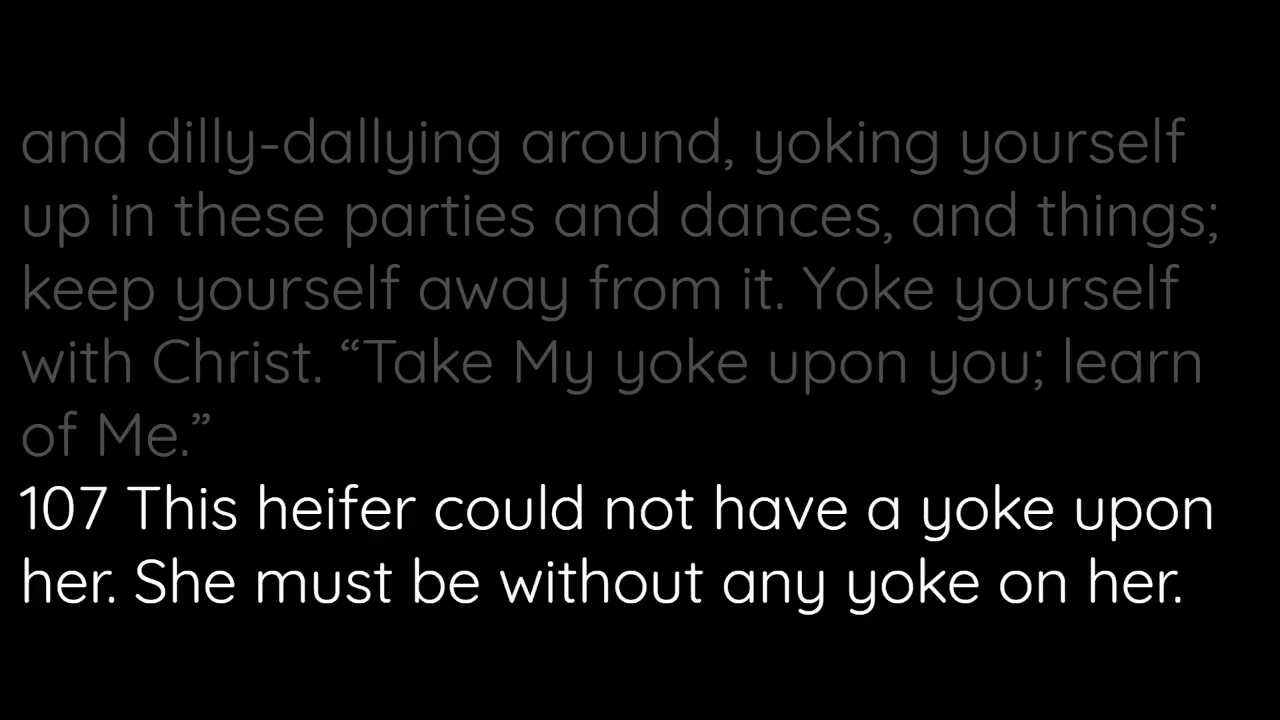 and dilly-dallying around, yoking yourself
up in these parties and dances, and things;
keep yourself away from it. Yoke yourself
with Christ. “Take My yoke upon you; learn
of Me.”
107 This heifer could not have a yoke upon
her. She must be without any yoke on her.